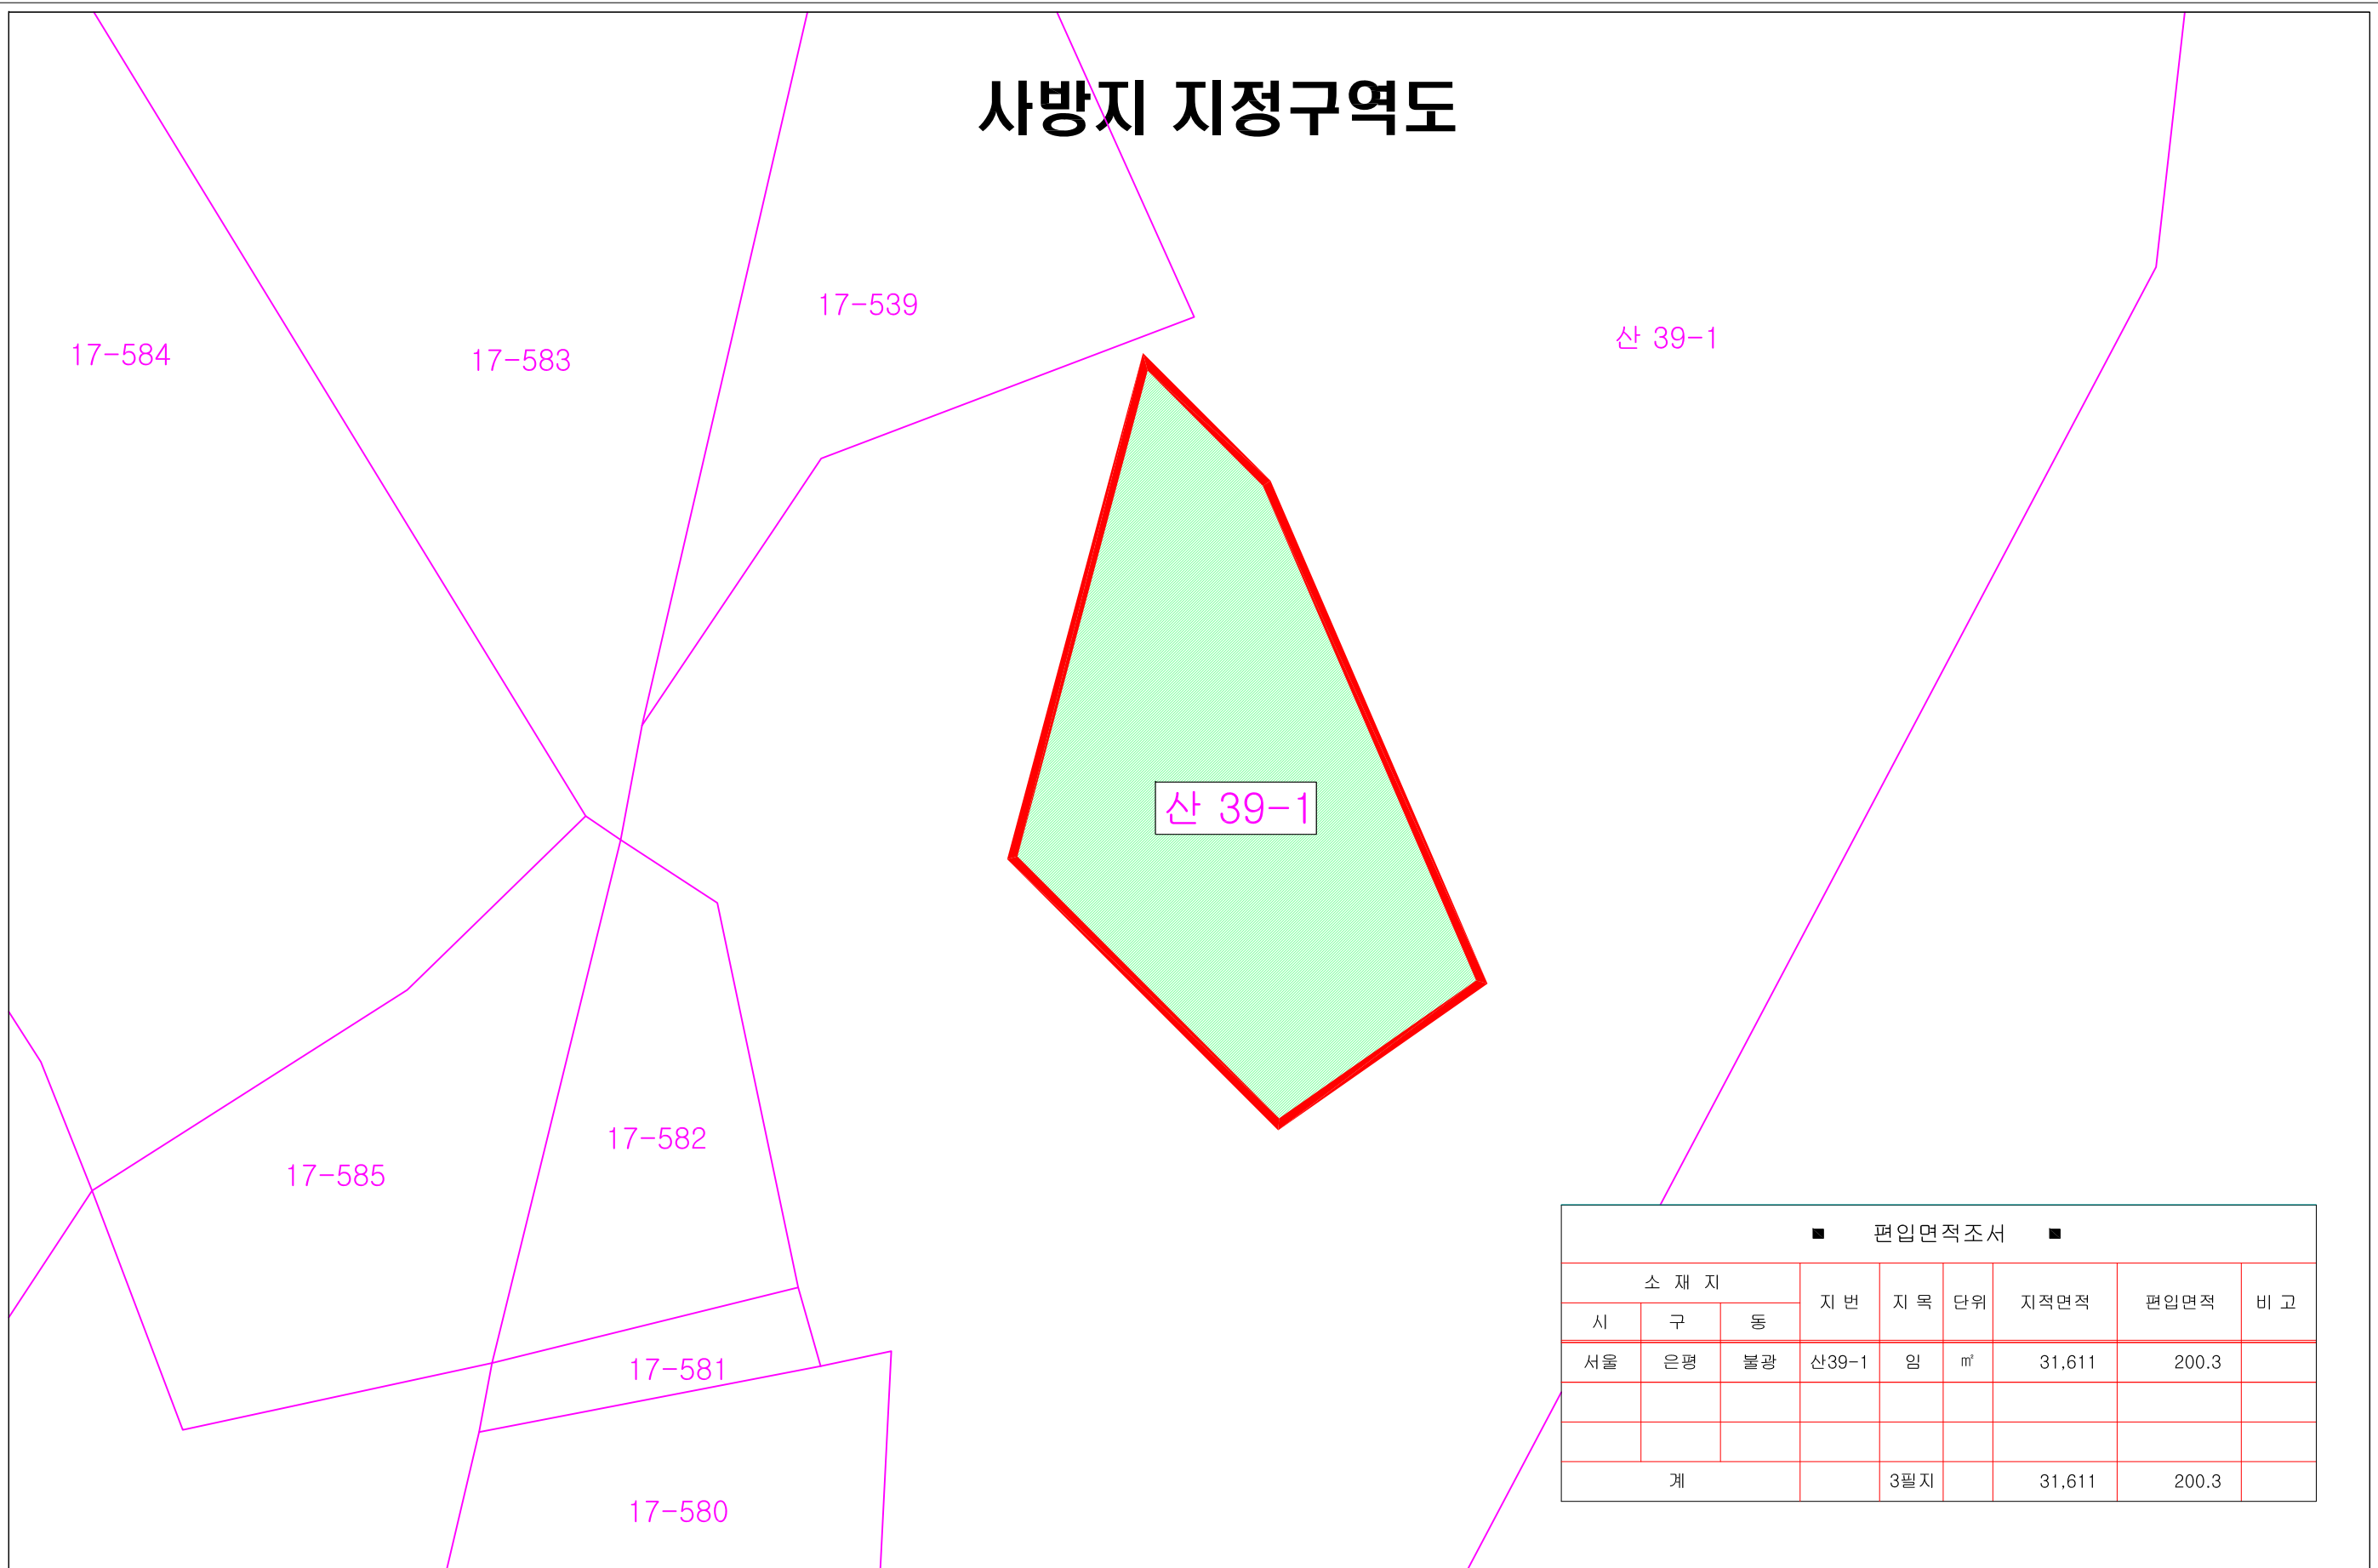 사방지 지정구역도
17-539
산 39-1
17-584
17-583
산 39-1
17-582
17-585
17-581
17-580
■ 편입면적조서 ■
소 재 지 지 번 지 목 단위 지적면적 편입면적 비 고
시 구 동
서울 은평 불광 산39-1 임 ㎡ 31,611 200.3
계 3필지 31,611 200.3